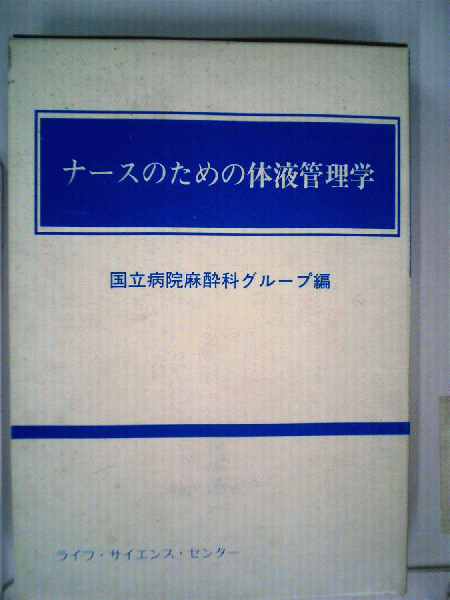 ナースのための体液管理学
国立病院麻酔科グループ編
ライフ・サイエンス・センター